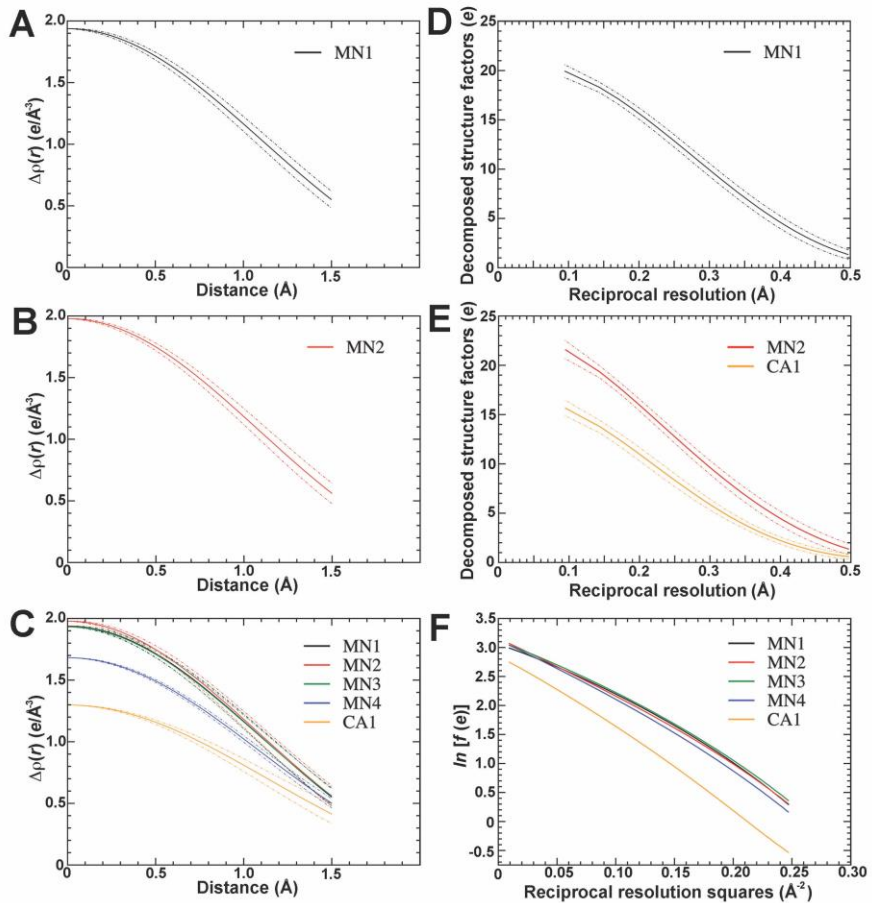 A
2.0
1.5
1.0
0.5
0
MN1
Δρ(r) (e/Å⁻³)
0
0.5
1.0
1.5
Distance (Å)
D
25
20
15
10
5
0
MN1
Decomposed structure factors (e)
0
0.1
0.2
0.3
0.4
0.5
Reciprocal resolution (Å)
B
2.0
1.5
1.0
0.5
0
MN2
Δρ(r) (e/Å⁻³)
0
0.5
1.0
1.5
Distance (Å)
E
25
20
15
10
5
0
MN2
CA1
Decomposed structure factors (e)
0
0.1
0.2
0.3
0.4
0.5
Reciprocal resolution (Å)
C
2.0
1.5
1.0
0.5
0
MN1
MN2
MN3
MN4
CA1
Δρ(r) (e/Å⁻³)
0
0.5
1.0
1.5
Distance (Å)
F
3.5
3.0
2.5
2.0
1.5
1.0
0.5
0
-0.5
MN1
MN2
MN3
MN4
CA1
ln [f (e)]
0
0.05
0.10
0.15
0.20
0.25
0.30
Reciprocal resolution squares (Å⁻²)